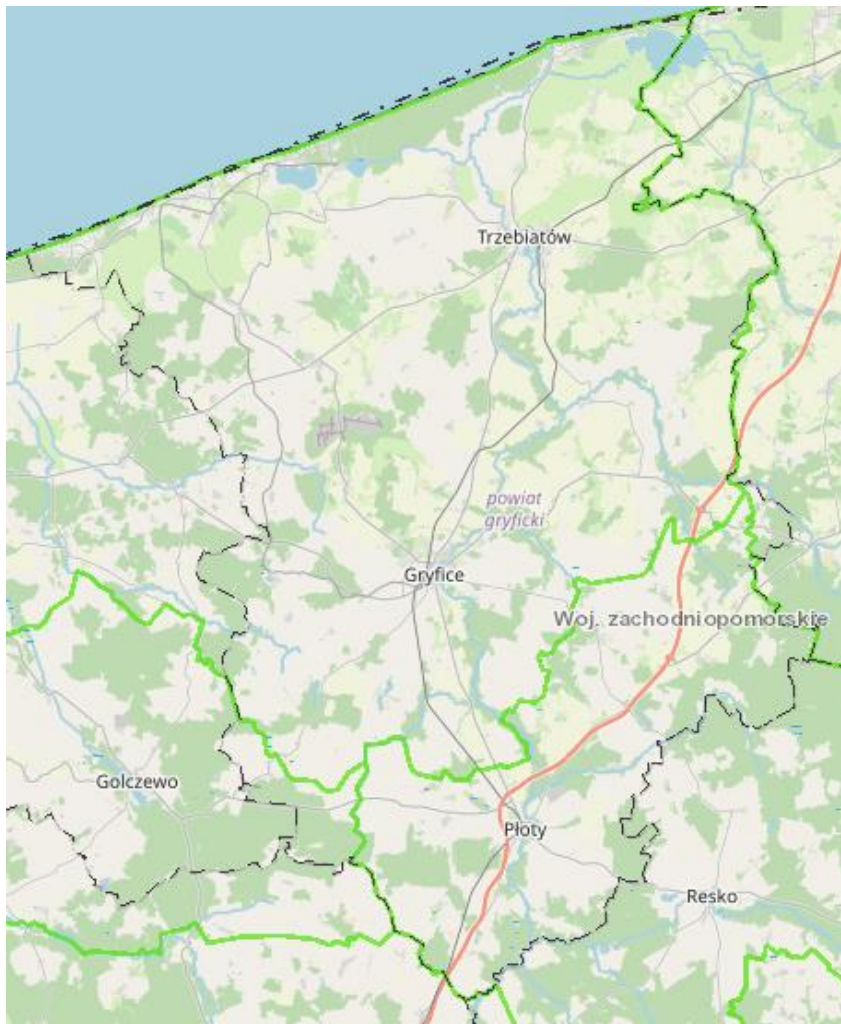 Trzebiatów
powiat
gryficki
Gryfice
Woj. zachodniopomorskie
Golczewo
Płoty
Resko